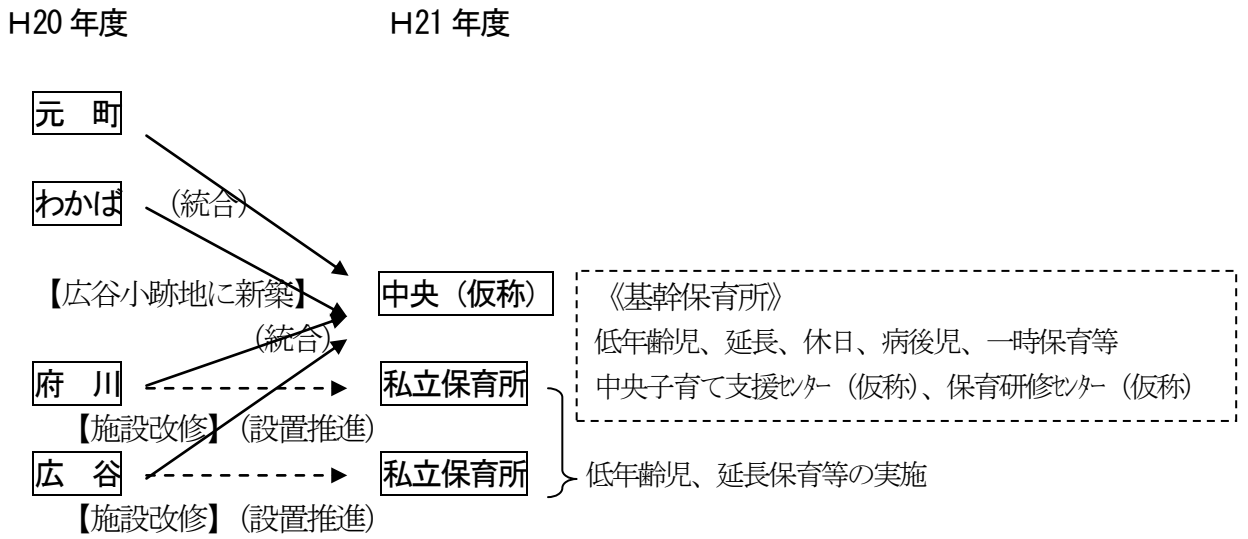 H20 年度 H21 年度
元　町
わかば (統合)
【広谷小跡地に新築】 中央（仮称） 《基幹保育所》
(統合) 低年齢児、延長、休日、病後児、一時保育等
府　川 私立保育所 中央子育て支援ｾﾝﾀｰ（仮称）、保育研修ｾﾝﾀｰ（仮称）
【施設改修】(設置推進)
広　谷 私立保育所 低年齢児、延長保育等の実施
【施設改修】(設置推進)